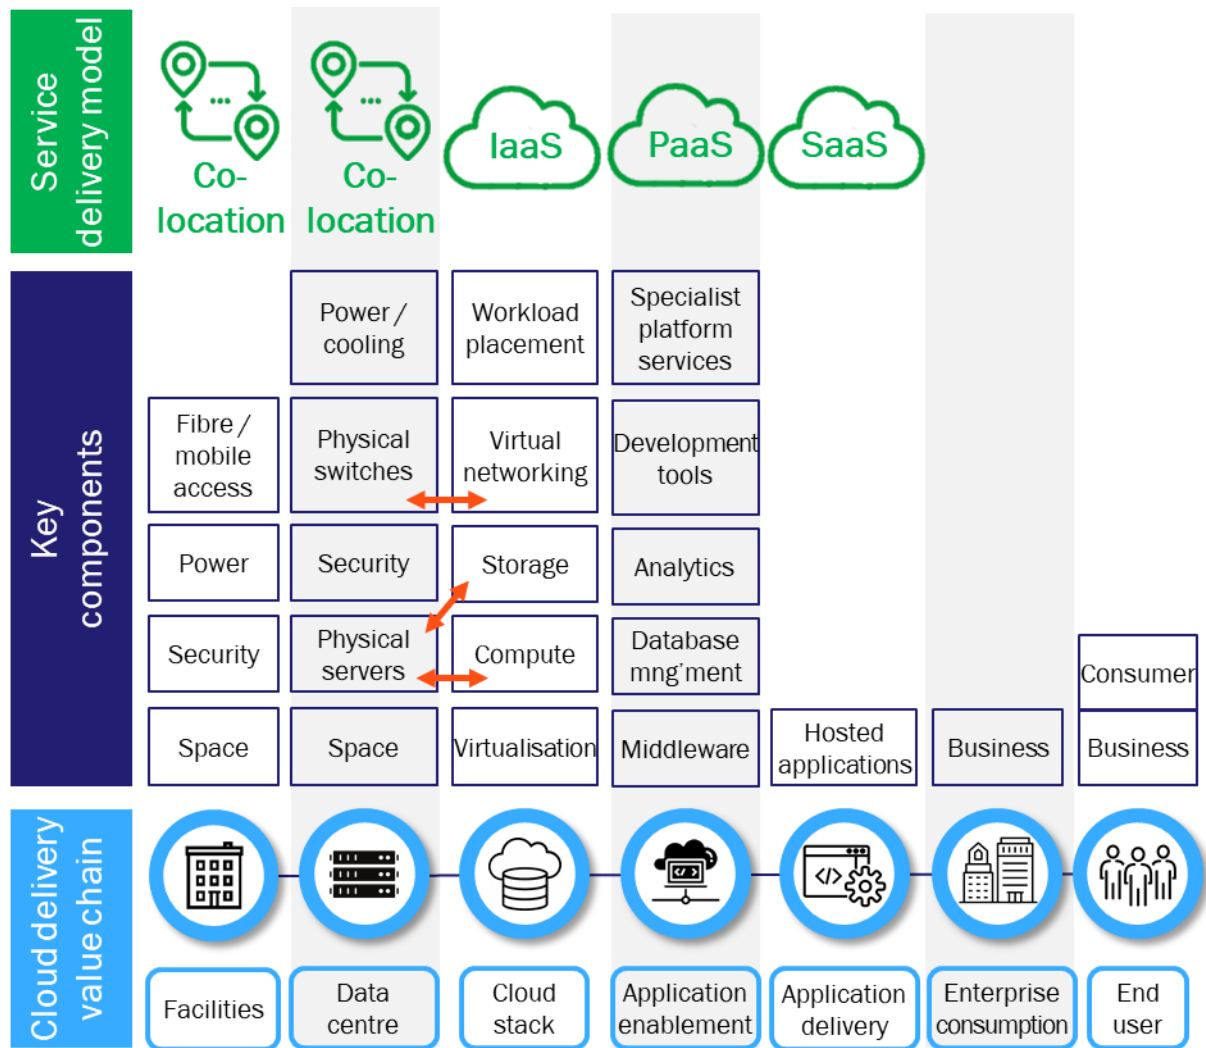 Service
delivery model
Co-
location
Co-
location
IaaS
PaaS
SaaS
Key
components
Power /
cooling
Workload
placement
Specialist
platform
services
Fibre /
mobile
access
Physical
switches
Virtual
networking
Development
tools
Power
Security
Storage
Analytics
Security
Physical
servers
Compute
Database
mng'ment
Consumer
Space
Space
Virtualisation
Middleware
Hosted
applications
Business
Business
Cloud delivery
value chain
...
...
</>
</>
Facilities
Data
centre
Cloud
stack
Application
enablement
Application
delivery
Enterprise
consumption
End
user